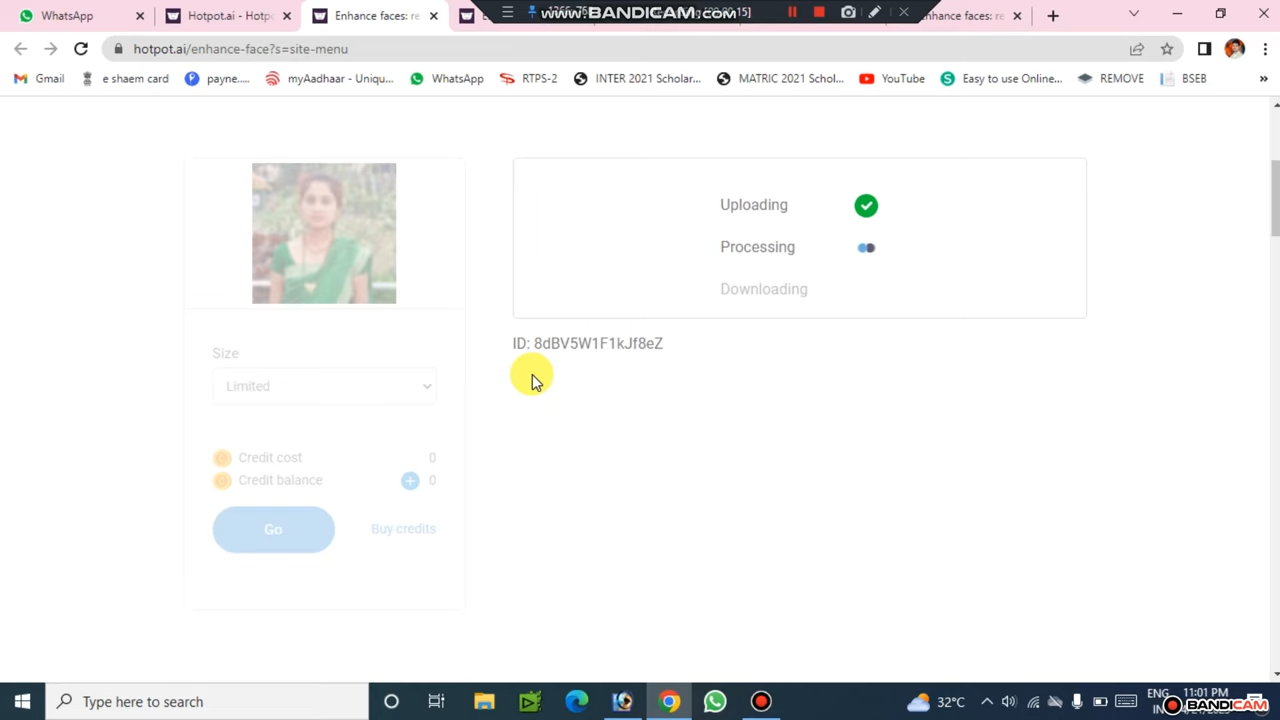 WhatsApp
Hotpot.ai - Hotp
Enhance faces: re
www.BANDICAM.com
hance faces: re
hotpot.ai/enhance-face?s=site-menu
Gmail
e shaem card
payne.....
myAadhaar - Uniqu...
WhatsApp
RTPS-2
INTER 2021 Scholar...
MATRIC 2021 Schol...
YouTube
Easy to use Online...
REMOVE
BSEB
»
Uploading
Processing
Downloading
ID: 8dBV5W1F1kJf8eZ
Size
Limited
Credit cost 0
Credit balance 0
Go
Buy credits
Type here to search
32°C
ENG
11:01 PM
BANDICAM